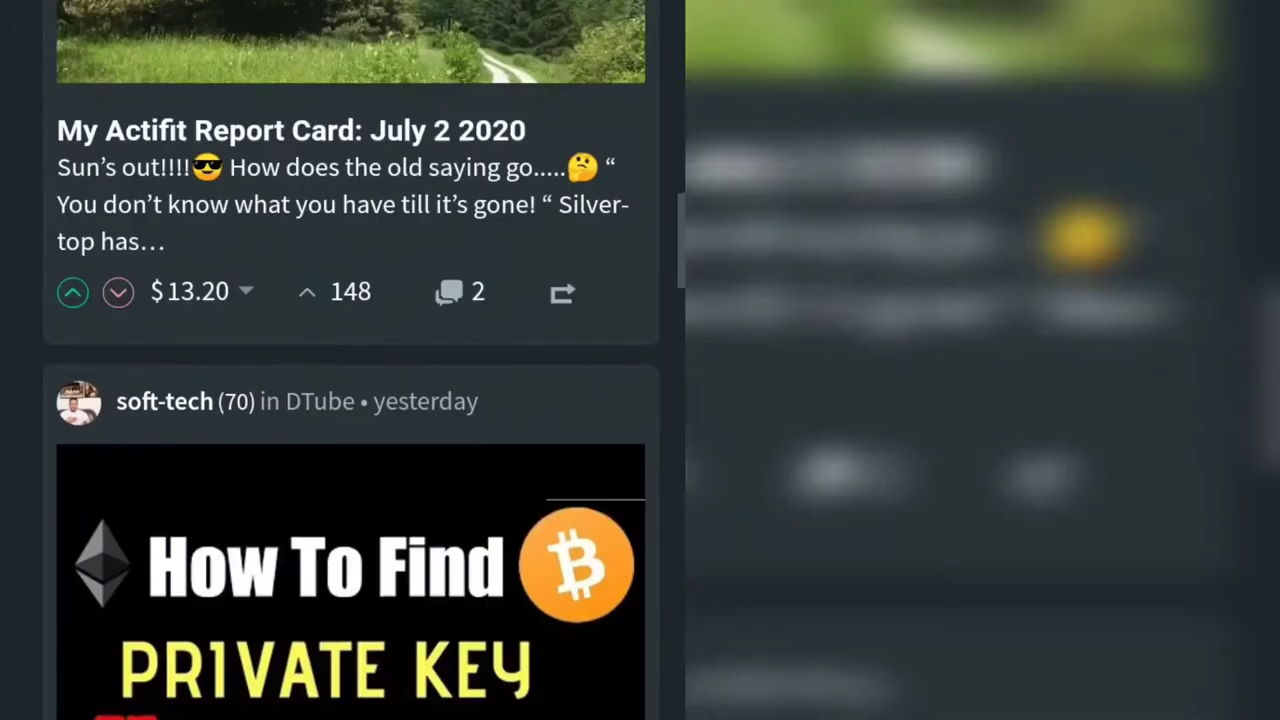 My Actifit Report Card: July 2 2020
Sun’s out!!!!😎 How does the old saying go.....🤔 “
You don’t know what you have till it’s gone! “ Silver-
top has…
$13.20 148 2
soft-tech (70) in DTube • yesterday
How To Find
PRIVATE KEY